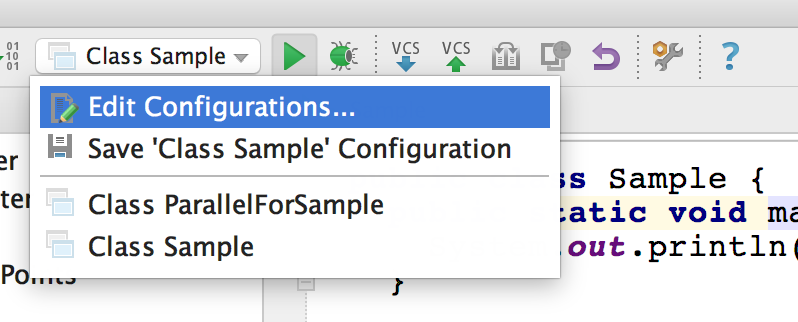 01
10
01
Class Sample
VCS
VCS
?
Edit Configurations...
Save 'Class Sample' Configuration
Class ParallelForSample
Class Sample
er
ter
Points
ss Sample {
tatic void ma
.out.println(
}